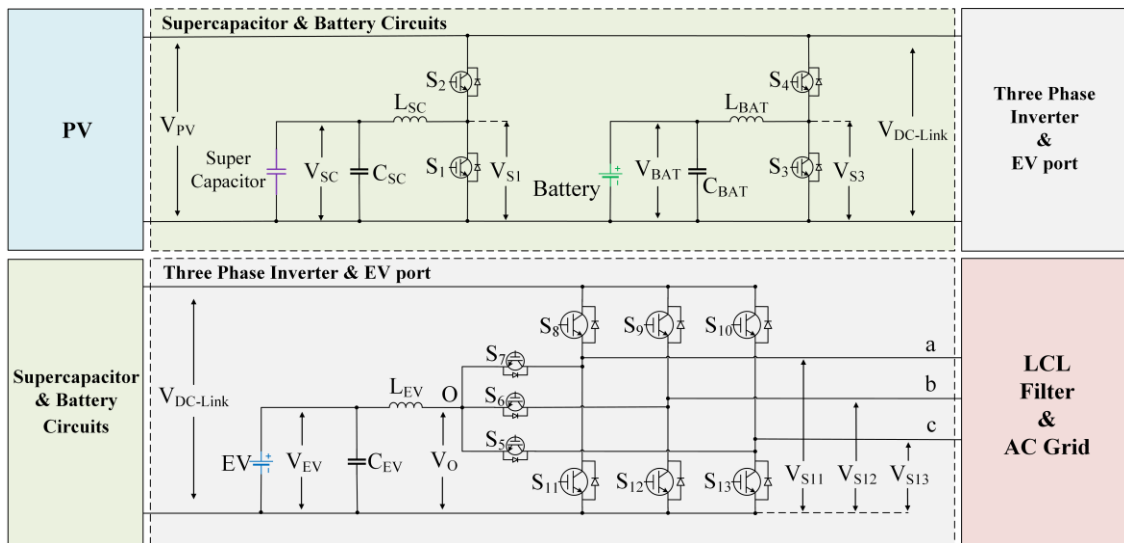 Supercapacitor & Battery Circuits
PV
V_PV
Super
Capacitor
V_SC
C_SC
L_SC
S_2
S_1
V_S1
Battery
V_BAT
C_BAT
L_BAT
S_4
S_3
V_S3
V_DC-Link
Three Phase
Inverter
&
EV port
Three Phase Inverter & EV port
Supercapacitor
& Battery
Circuits
V_DC-Link
EV
V_EV
C_EV
L_EV
O
V_O
S_7
S_6
S_5
S_8
S_9
S_10
S_11
S_12
S_13
a
b
c
V_S11
V_S12
V_S13
LCL
Filter
&
AC Grid